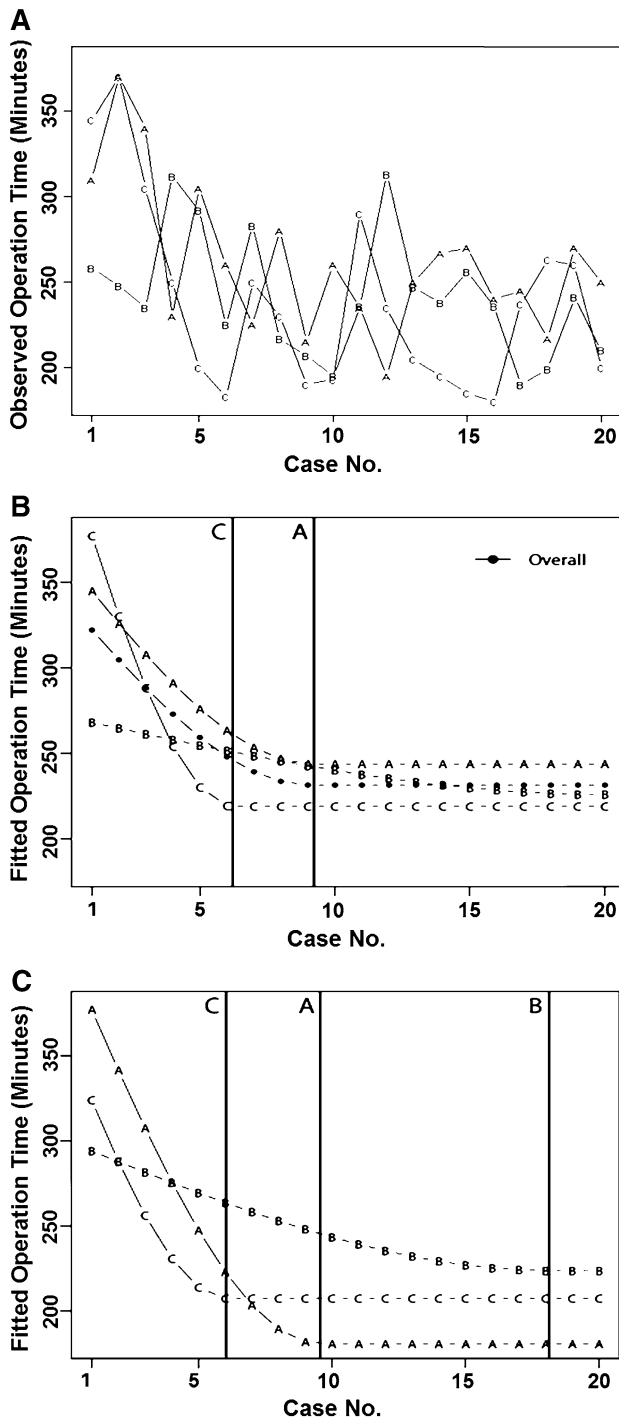 A
Observed Operation Time (Minutes)
350
300
250
200
1 5 10 15 20
Case No.
B
Fitted Operation Time (Minutes)
350
300
250
200
C A
Overall
1 5 10 15 20
Case No.
C
Fitted Operation Time (Minutes)
350
300
250
200
C A B
1 5 10 15 20
Case No.